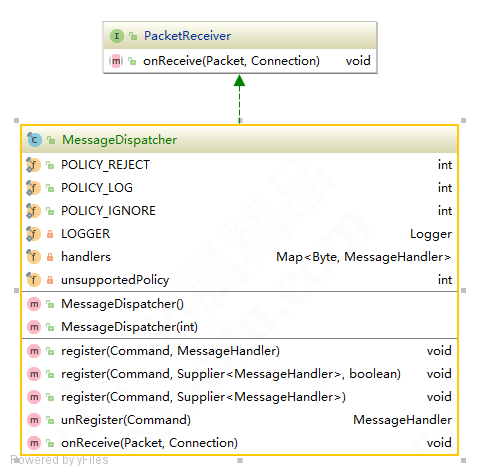 PacketReceiver
onReceive(Packet, Connection) void
MessageDispatcher
POLICY_REJECT int
POLICY_LOG int
POLICY_IGNORE int
LOGGER Logger
handlers Map<Byte, MessageHandler>
unsupportedPolicy int
MessageDispatcher()
MessageDispatcher(int)
register(Command, MessageHandler) void
register(Command, Supplier<MessageHandler>, boolean) void
register(Command, Supplier<MessageHandler>) void
unRegister(Command) MessageHandler
onReceive(Packet, Connection) void
Powered by yFiles